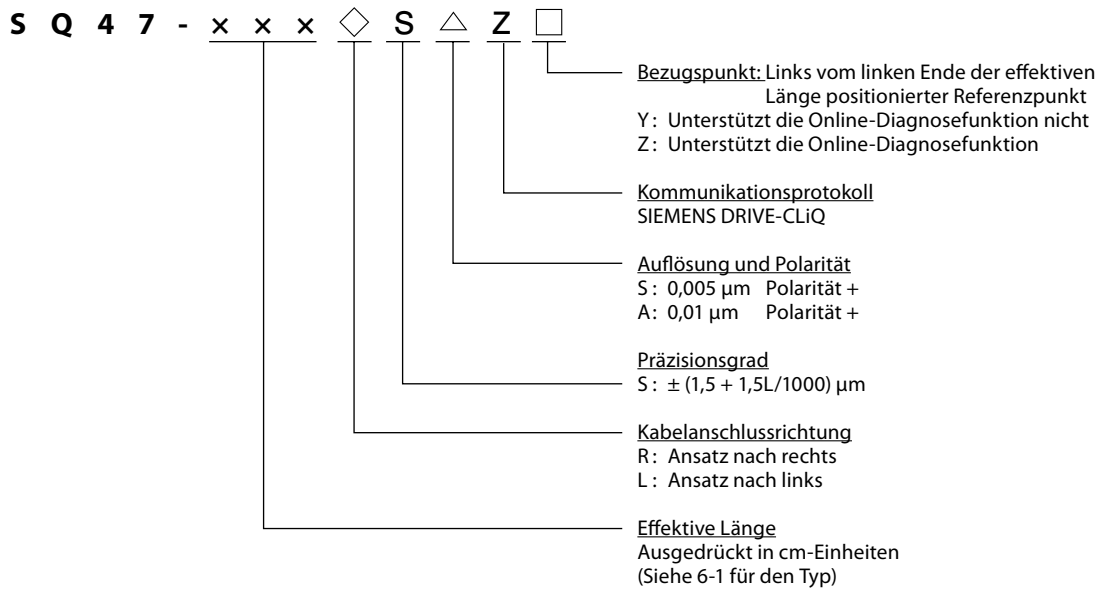 SQ47-×××◇S△Z□
Bezugspunkt: Links vom linken Ende der effektiven
Länge positionierter Referenzpunkt
Y: Unterstützt die Online-Diagnosefunktion nicht
Z: Unterstützt die Online-Diagnosefunktion
Kommunikationsprotokoll
SIEMENS DRIVE-CLiQ
Auflösung und Polarität
S: 0,005 μm Polarität +
A: 0,01 μm Polarität +
Präzisionsgrad
S: ± (1,5 + 1,5L/1000) μm
Kabelanschlussrichtung
R: Ansatz nach rechts
L: Ansatz nach links
Effektive Länge
Ausgedrückt in cm-Einheiten
(Siehe 6-1 für den Typ)